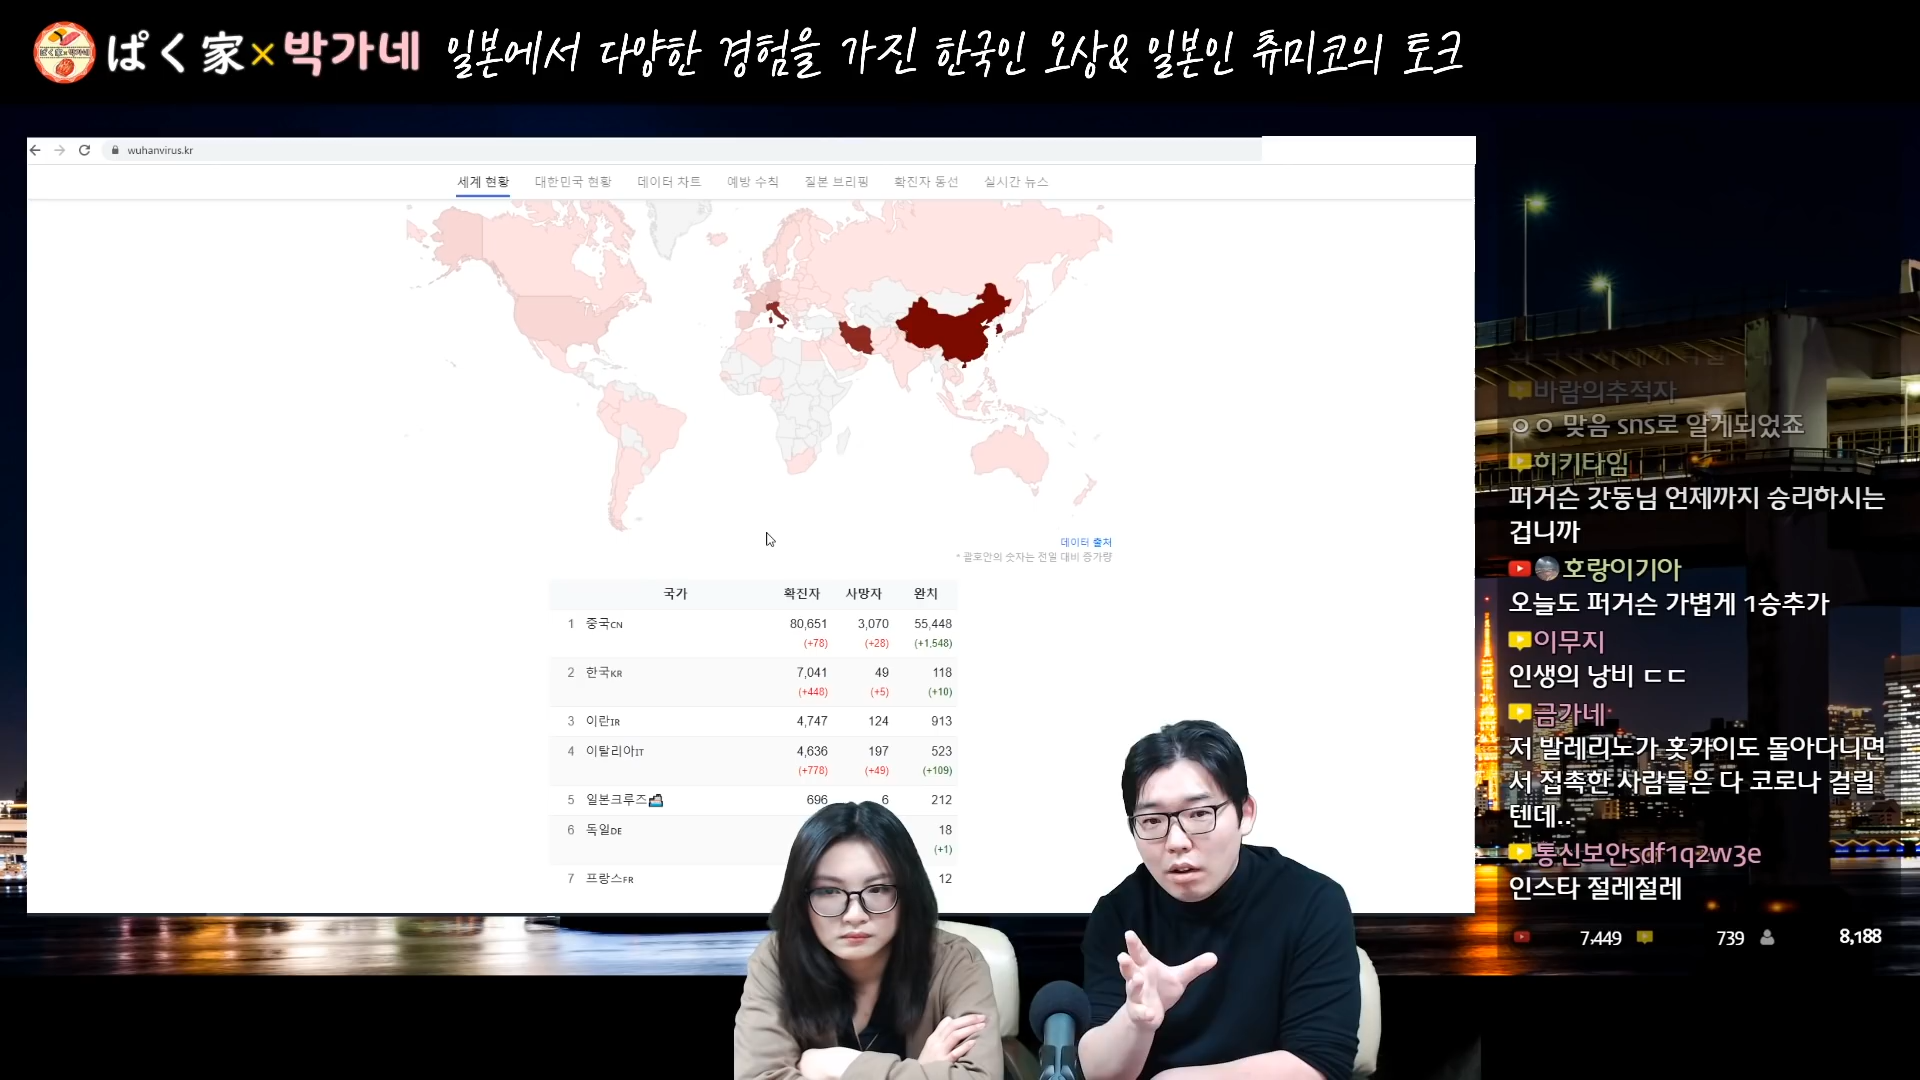 ぱく家×박가네 일본에서 다양한 경험을 가진 한국인 오상& 일본인 츄미코의 토크
wuhanvirus.kr
세계 현황 대한민국 현황 데이터 차트 예방 수칙 질본 브리핑 확진자 동선 실시간 뉴스
데이터 출처
* 괄호안의 숫자는 전일 대비 증가량
국가 확진자 사망자 완치
1 중국CN 80,651 3,070 55,448
(+78) (+28) (+1,548)
2 한국KR 7,041 49 118
(+448) (+5) (+10)
3 이란IR 4,747 124 913
4 이탈리아IT 4,636 197 523
(+778) (+49) (+109)
5 일본크루즈 696 6 212
6 독일DE 18
(+1)
7 프랑스FR 12
바람의추적자
ㅇㅇ 맞음 sns로 알게되었죠
히키타임
퍼거슨 갓동님 언제까지 승리하시는
겁니까
호랑이기아
오늘도 퍼거슨 가볍게 1승추가
이무지
인생의 낭비 ㄷㄷ
금가네
저 발레리노가 홋카이도 돌아다니면
서 접촉한 사람들은 다 코로나 걸릴
텐데..
통신보안sdf1q2w3e
인스타 절레절레
7,449 739 8,188